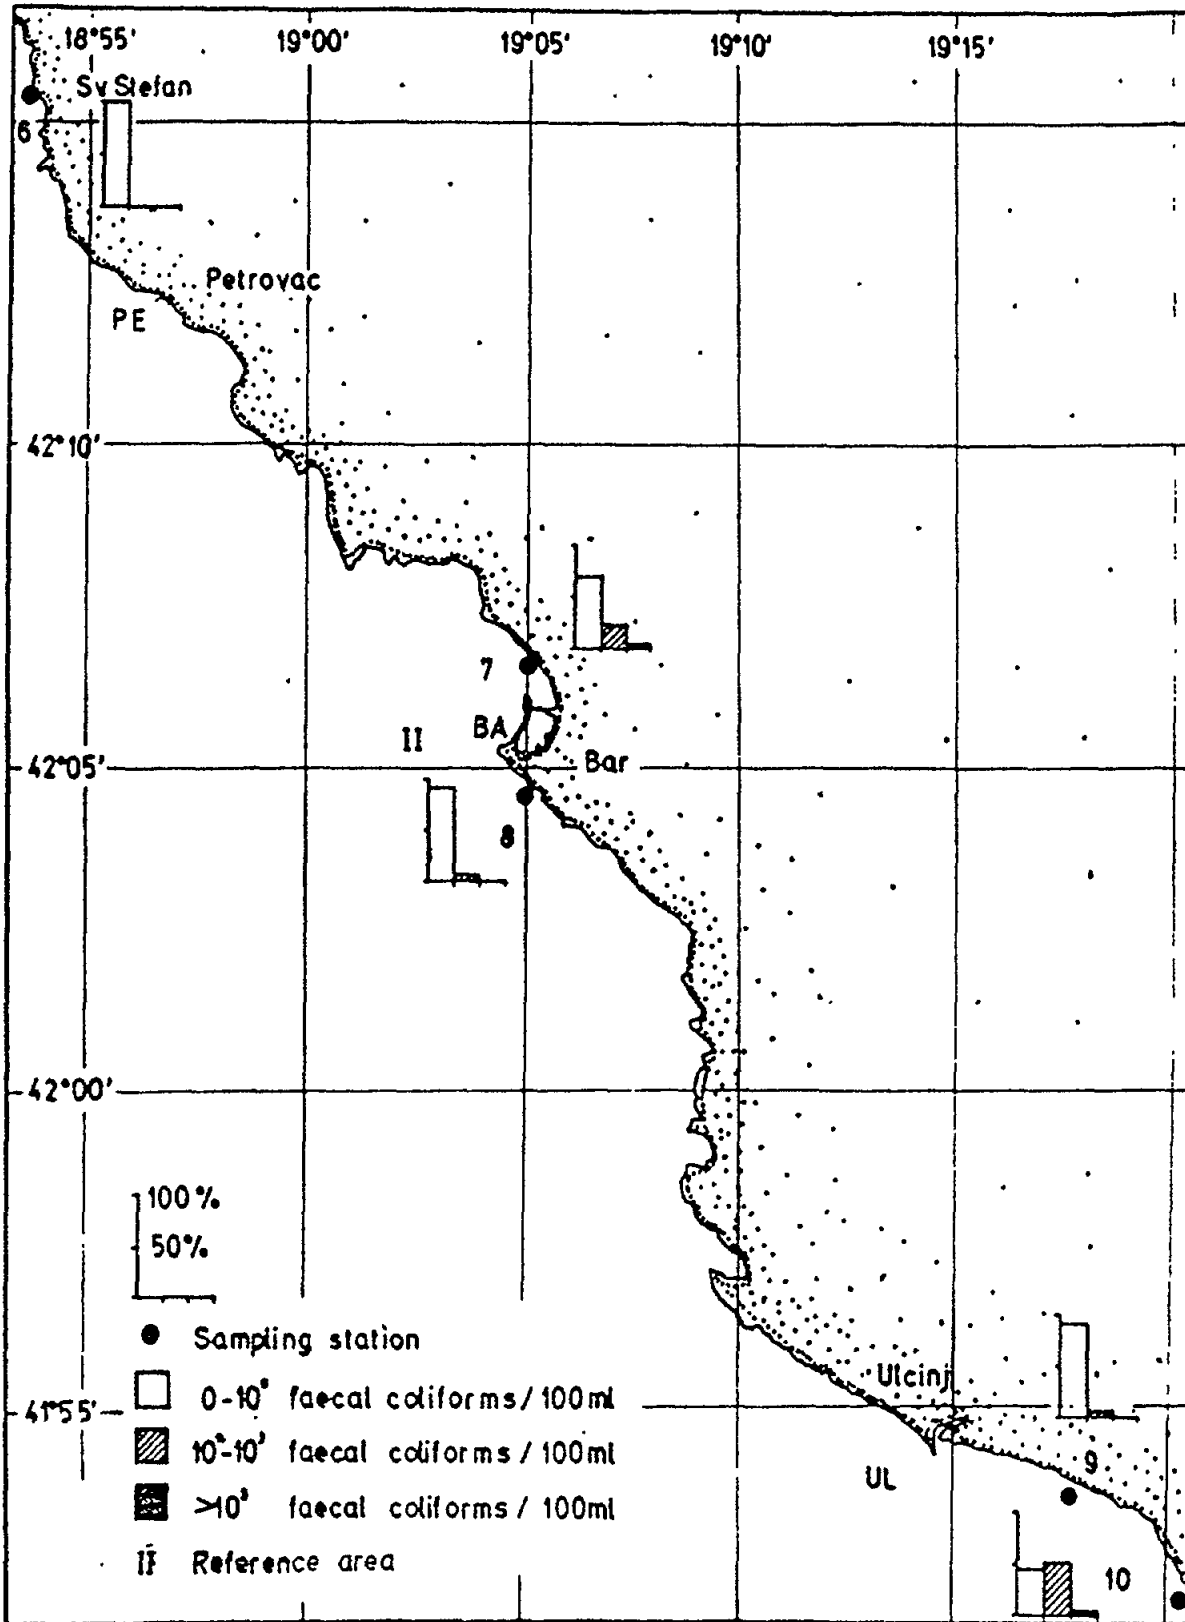 18°55' 19°00' 19°05' 19°10' 19°15'
Sv Stefan
6
Petrovac
PE
42°10'
7
BA
II
Bar
42°05'
8
42°00'
100%
50%
Sampling station
Ulcinj
0-10² faecal coliforms / 100ml
41°55'
10²-10³ faecal coliforms / 100ml
9
UL
>10³ faecal coliforms / 100ml
II Reference area
10